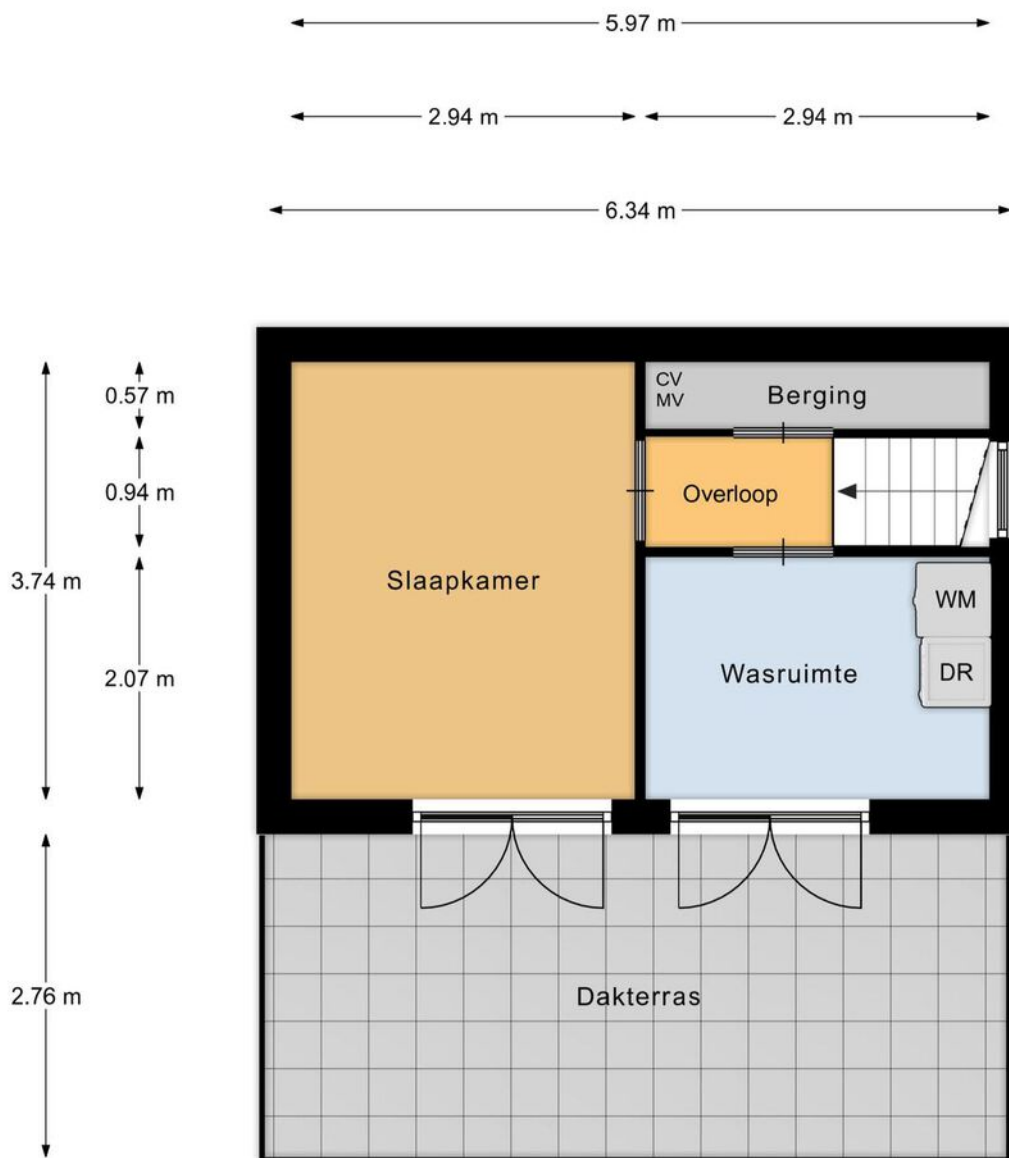 5.97 m
2.94 m
2.94 m
6.34 m
0.57 m
CV
MV
Berging
0.94 m
Overloop
3.74 m
Slaapkamer
WM
2.07 m
Wasruimte
DR
2.76 m
Dakterras